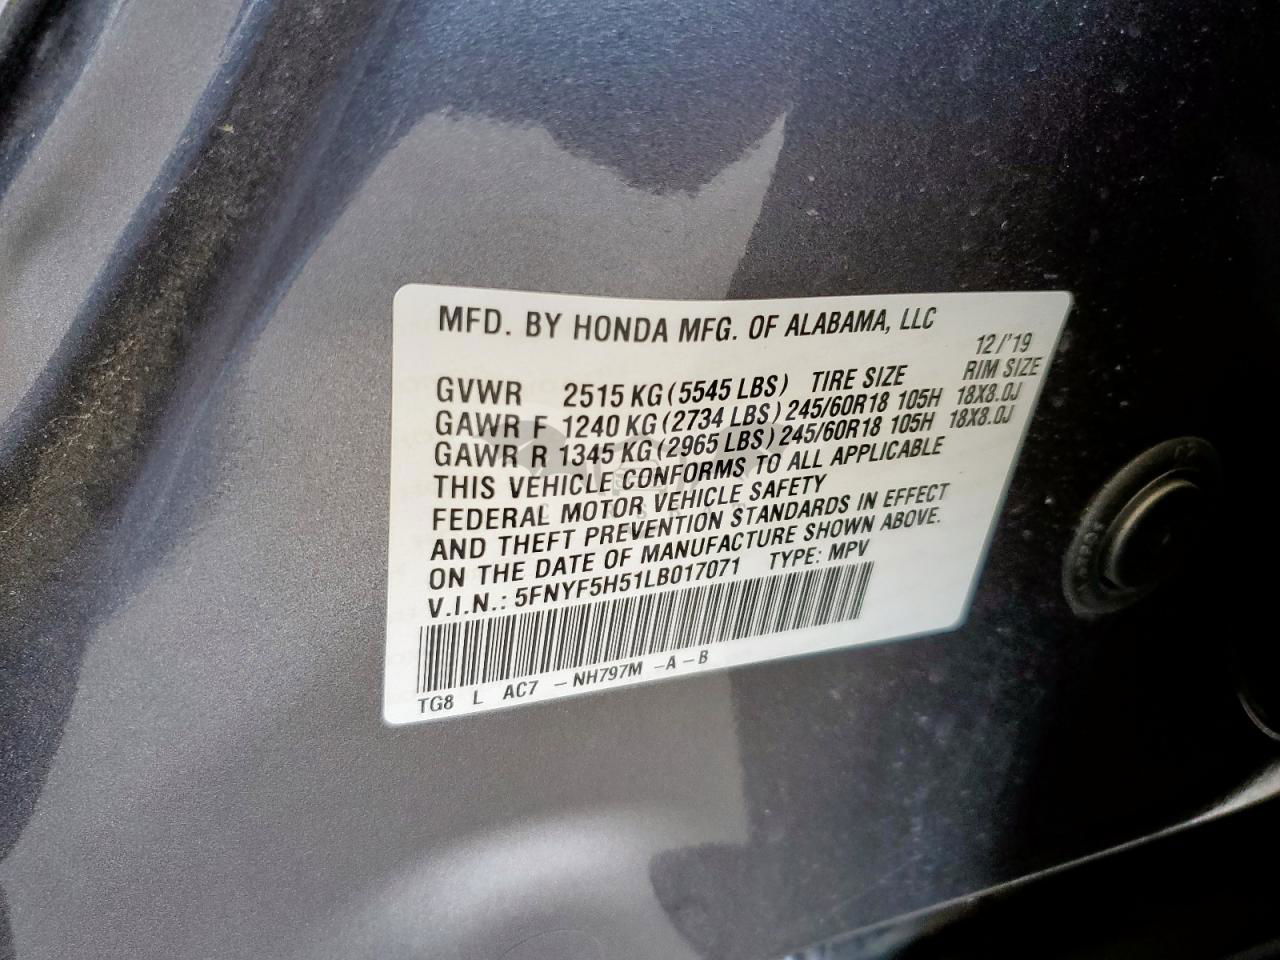 MFD. BY HONDA MFG. OF ALABAMA, LLC
12/'19
GVWR 2515 KG (5545 LBS) TIRE SIZE RIM SIZE
GAWR F 1240 KG (2734 LBS) 245/60R18 105H 18X8.0J
GAWR R 1345 KG (2965 LBS) 245/60R18 105H 18X8.0J
THIS VEHICLE CONFORMS TO ALL APPLICABLE
FEDERAL MOTOR VEHICLE SAFETY
AND THEFT PREVENTION STANDARDS IN EFFECT
ON THE DATE OF MANUFACTURE SHOWN ABOVE.
V.I.N.: 5FNYF5H51LB017071 TYPE: MPV
TG8 L AC7 - NH797M - A - B